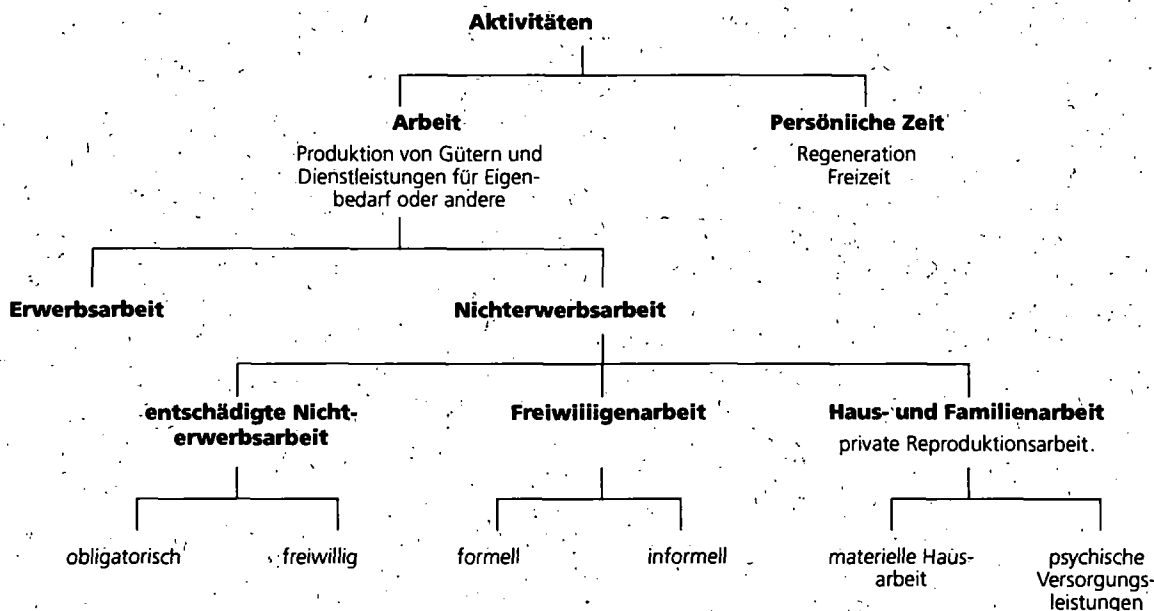 Aktivitäten
Arbeit
Produktion von Gütern und
Dienstleistungen für Eigen-
bedarf oder andere
Persönliche Zeit
Regeneration
Freizeit
Erwerbsarbeit
Nichterwerbsarbeit
entschädigte Nicht-
erwerbsarbeit
Freiwilligenarbeit
Haus- und Familienarbeit
private Reproduktionsarbeit.
obligatorisch
freiwillig
formell
informell
materielle Haus-
arbeit
psychische
Versorgungs-
leistungen